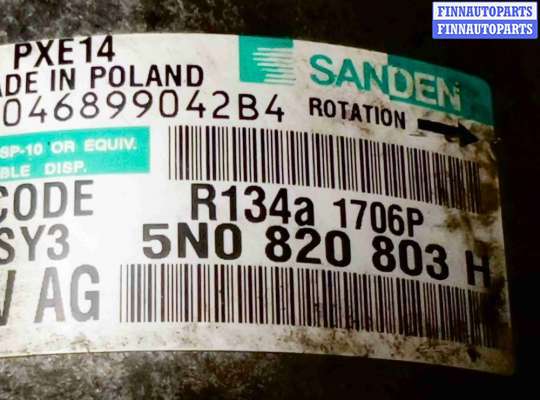 FINNAUTOPARTS
FINNAUTOPARTS
PXE14
SANDEN
ADE IN POLAND
046899042B4
ROTATION
SP-10 OR EQUIV.
BLE DISP.
CODE
R134a 1706P
SY3
5N0 820 803 H
AG